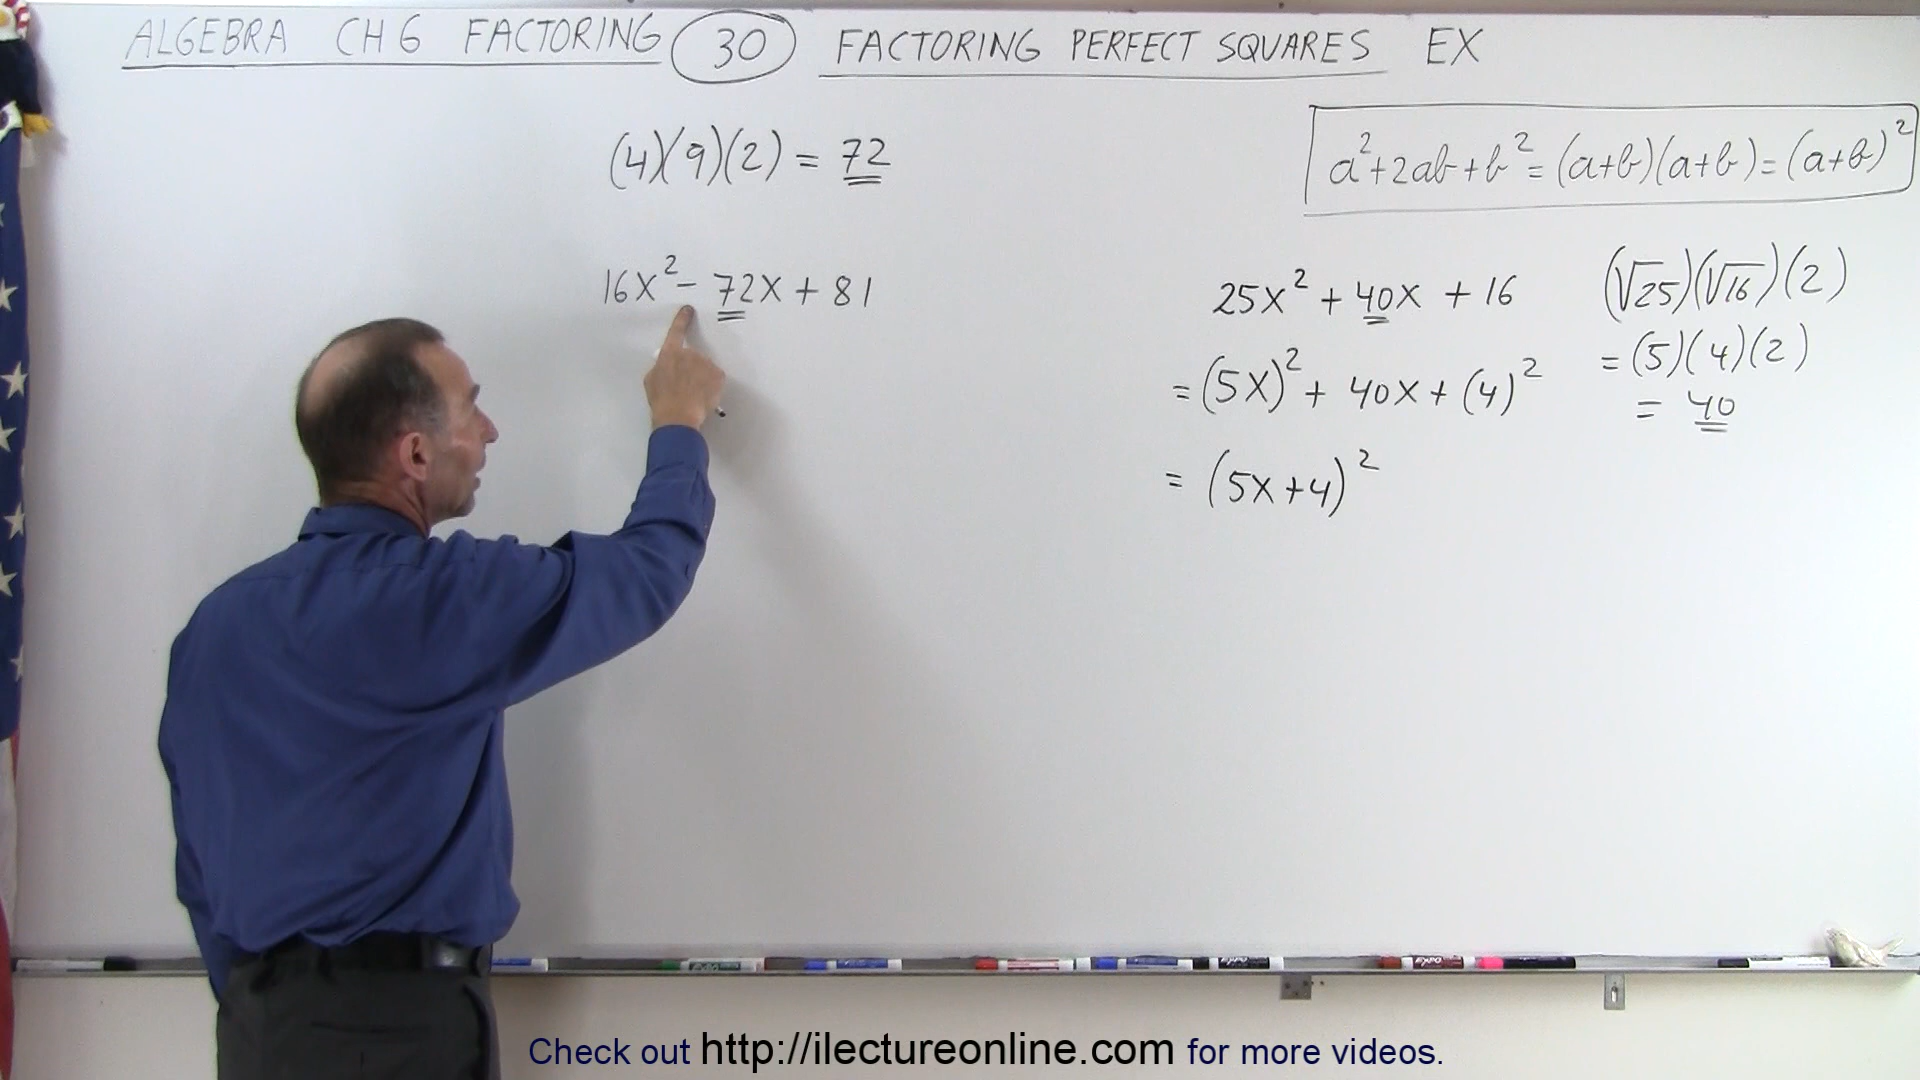 ALGEBRA CH 6 FACTORING 30 FACTORING PERFECT SQUARES EX
(4)(9)(2) = 72
16x² - 72x + 81
a² + 2ab + b² = (a+b)(a+b) = (a+b)²
25x² + 40x + 16
= (5x)² + 40x + (4)²
= (5x+4)²
(√25)(√16)(2)
= (5)(4)(2)
= 40
Check out http://ilectureonline.com for more videos.